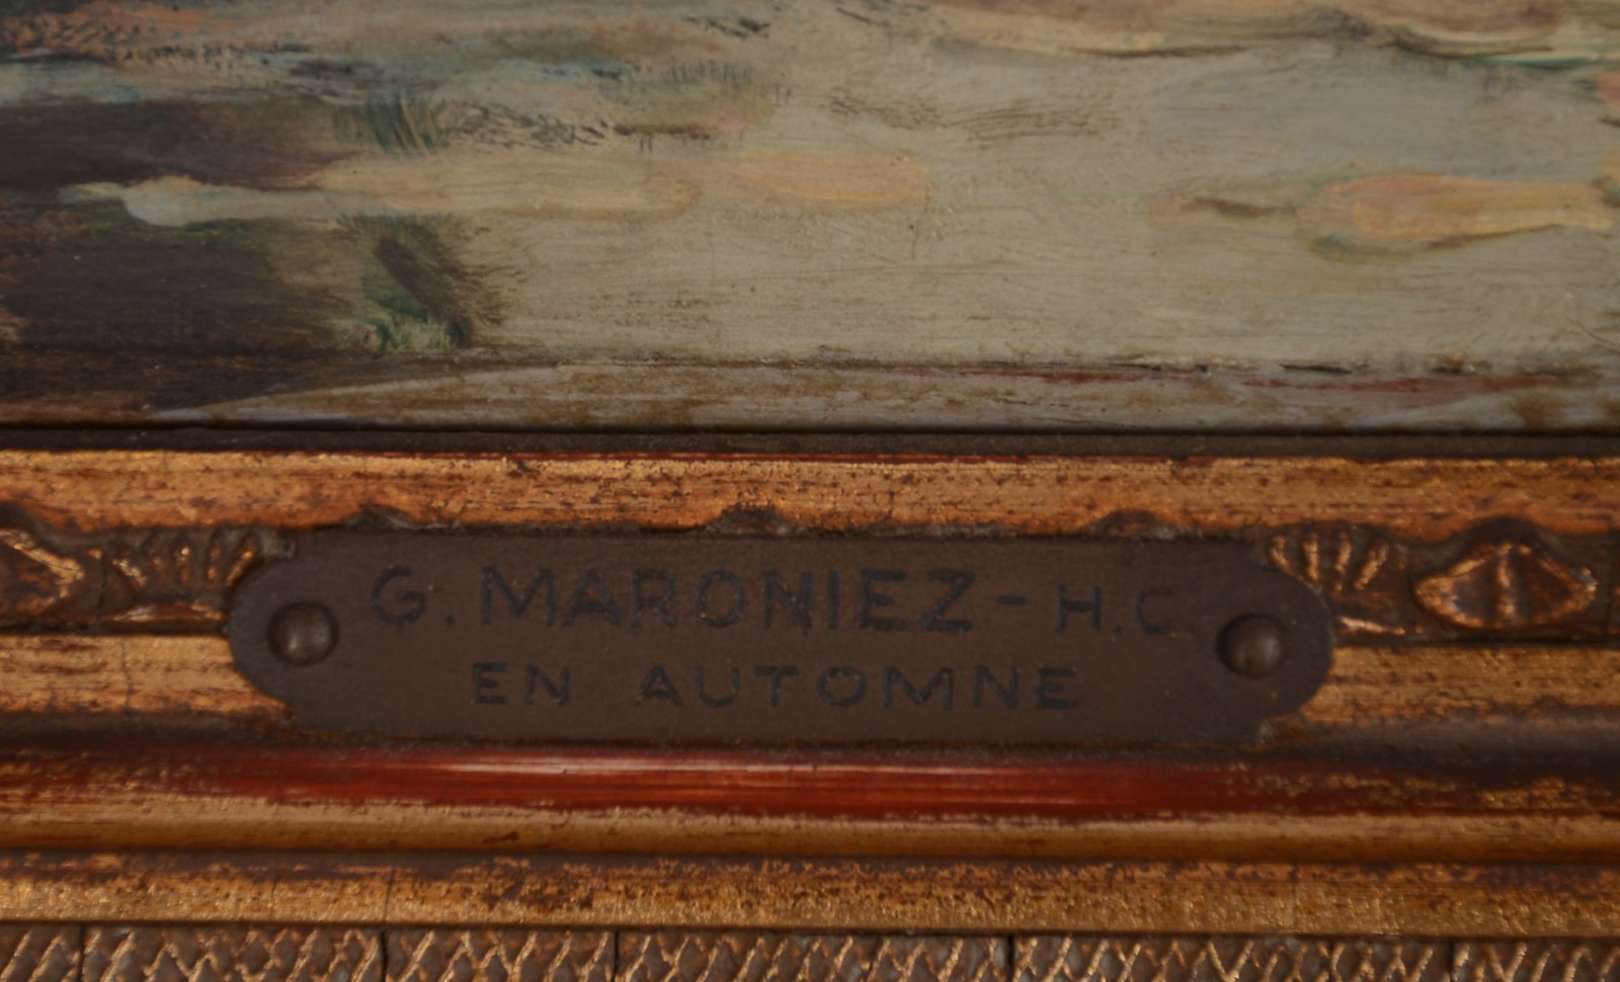 G. MARONIEZ - H.C
EN AUTOMNE